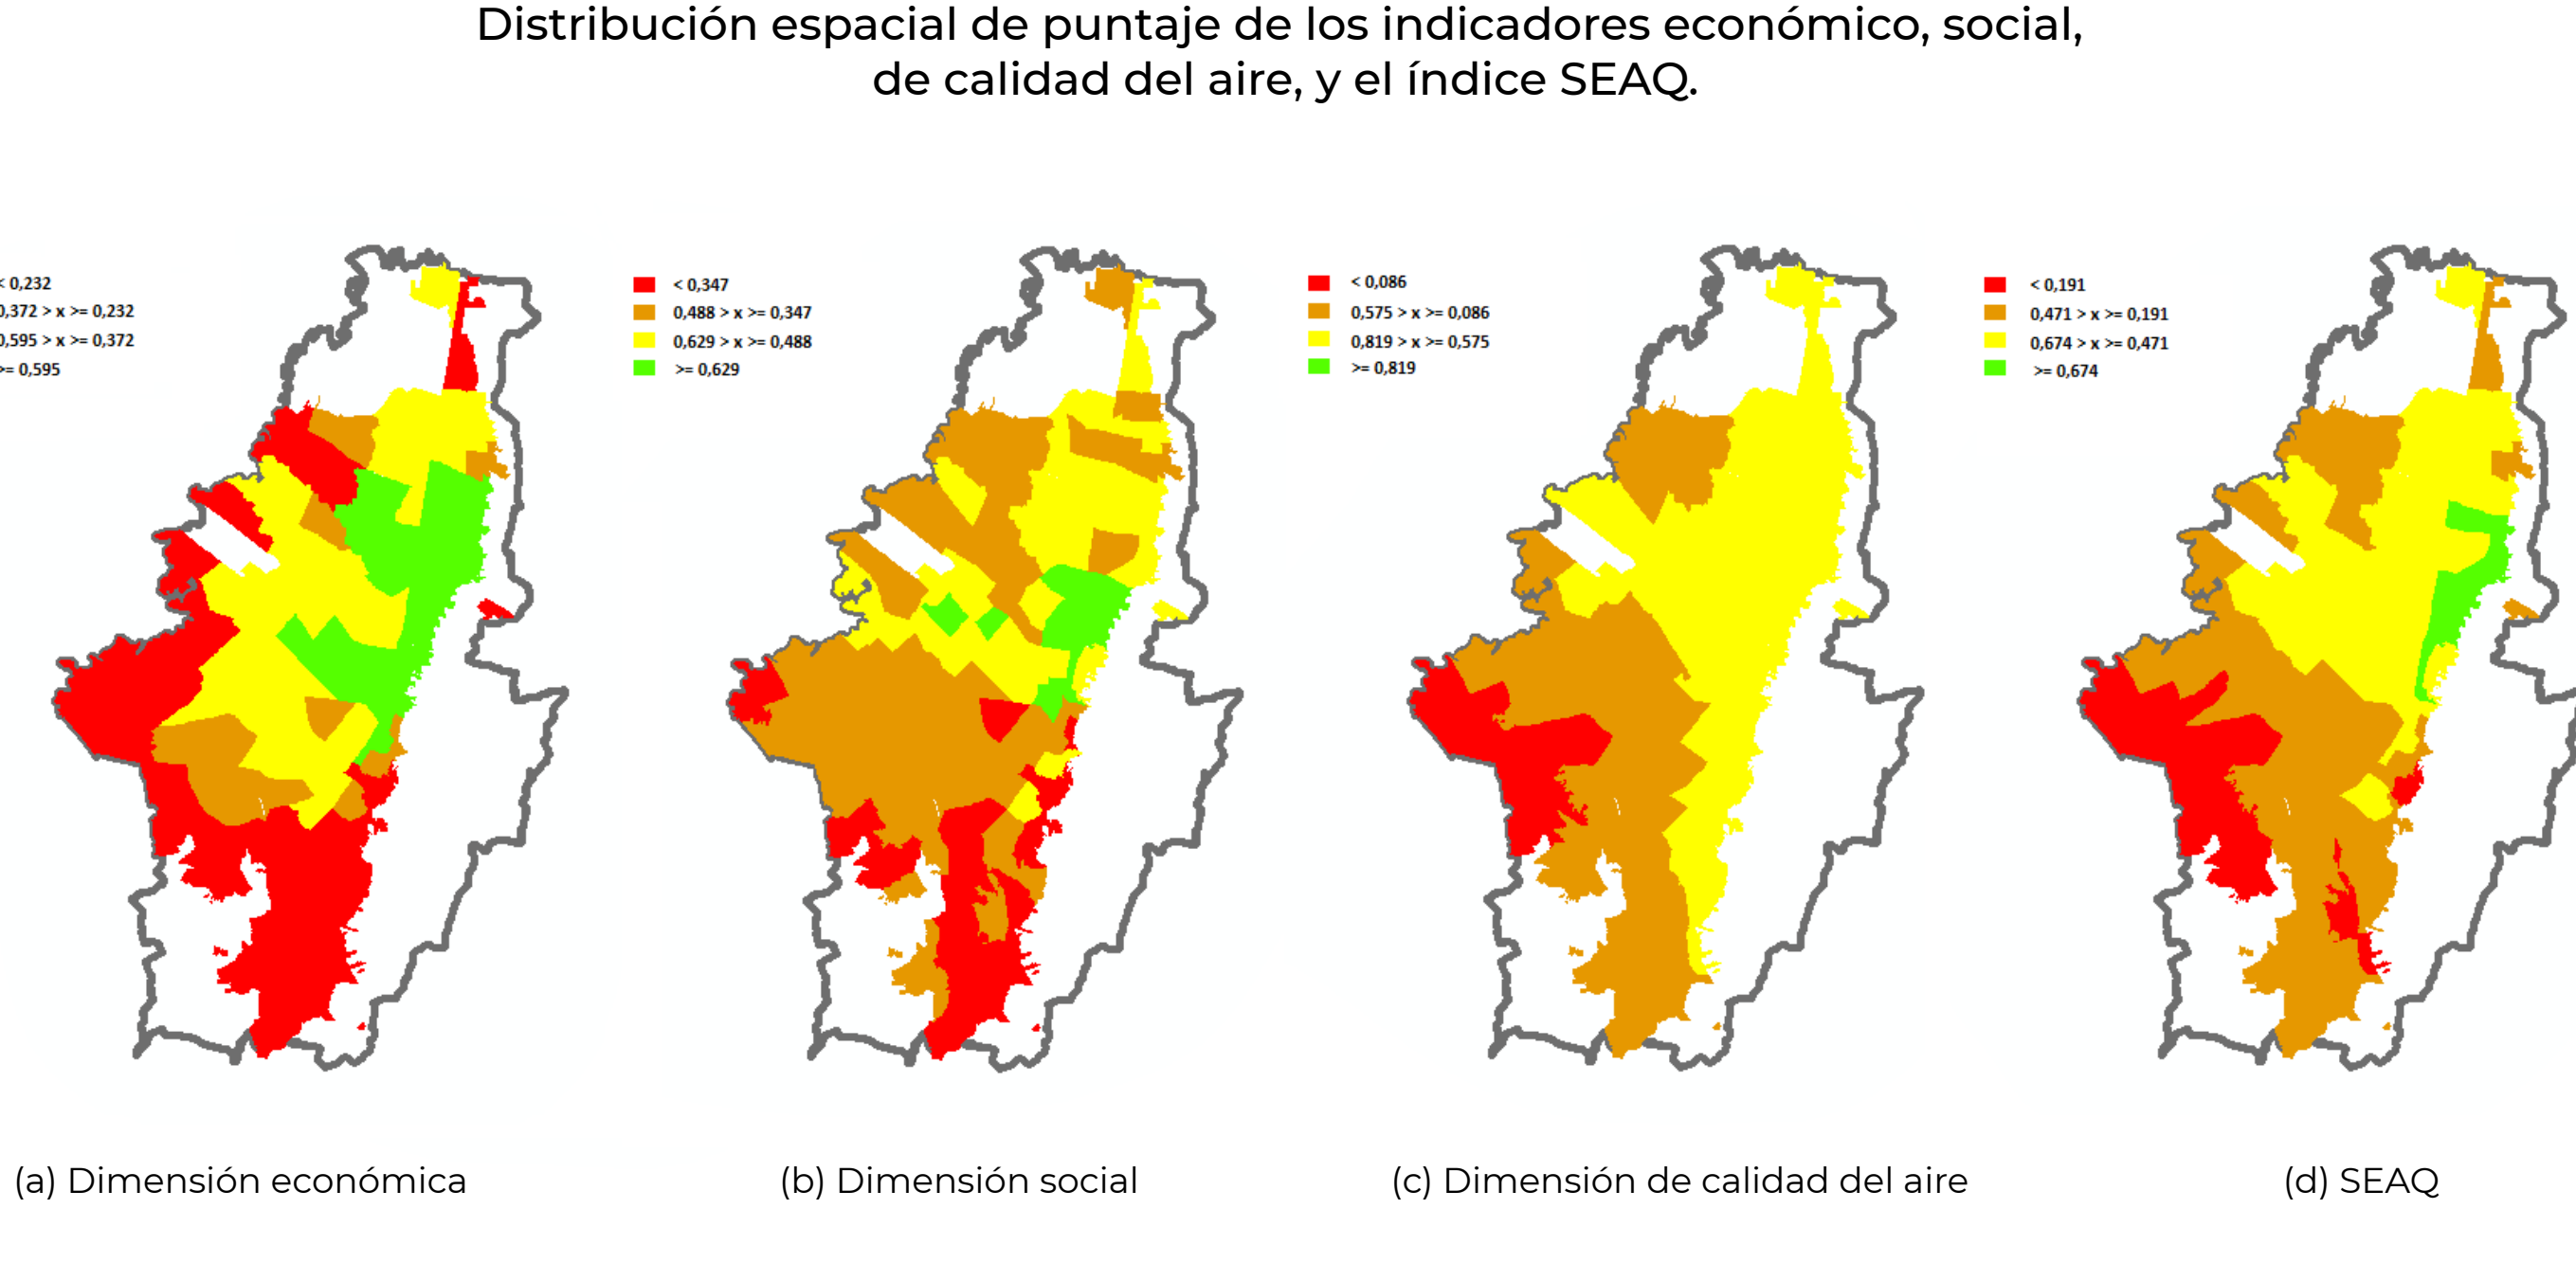 Distribución espacial de puntaje de los indicadores económico, social,
de calidad del aire, y el índice SEAQ.
< 0,232
0,372 > x >= 0,232
0,595 > x >= 0,372
>= 0,595
< 0,347
0,488 > x >= 0,347
0,629 > x >= 0,488
>= 0,629
< 0,086
0,575 > x >= 0,086
0,819 > x >= 0,575
>= 0,819
< 0,191
0,471 > x >= 0,191
0,674 > x >= 0,471
>= 0,674
(a) Dimensión económica
(b) Dimensión social
(c) Dimensión de calidad del aire
(d) SEAQ